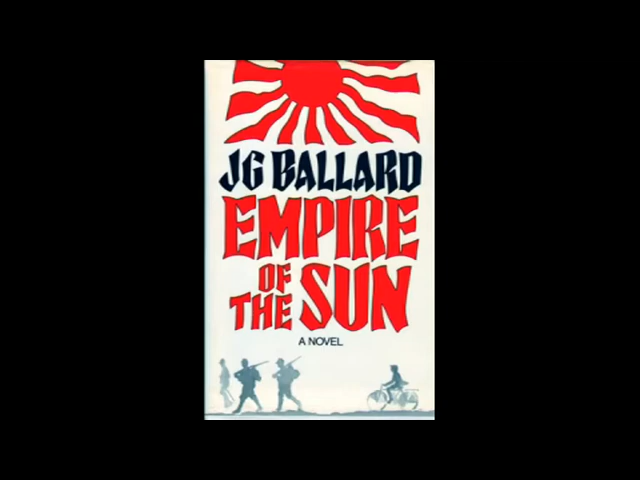 JG BALLARD
EMPIRE
OF
THE SUN
A NOVEL